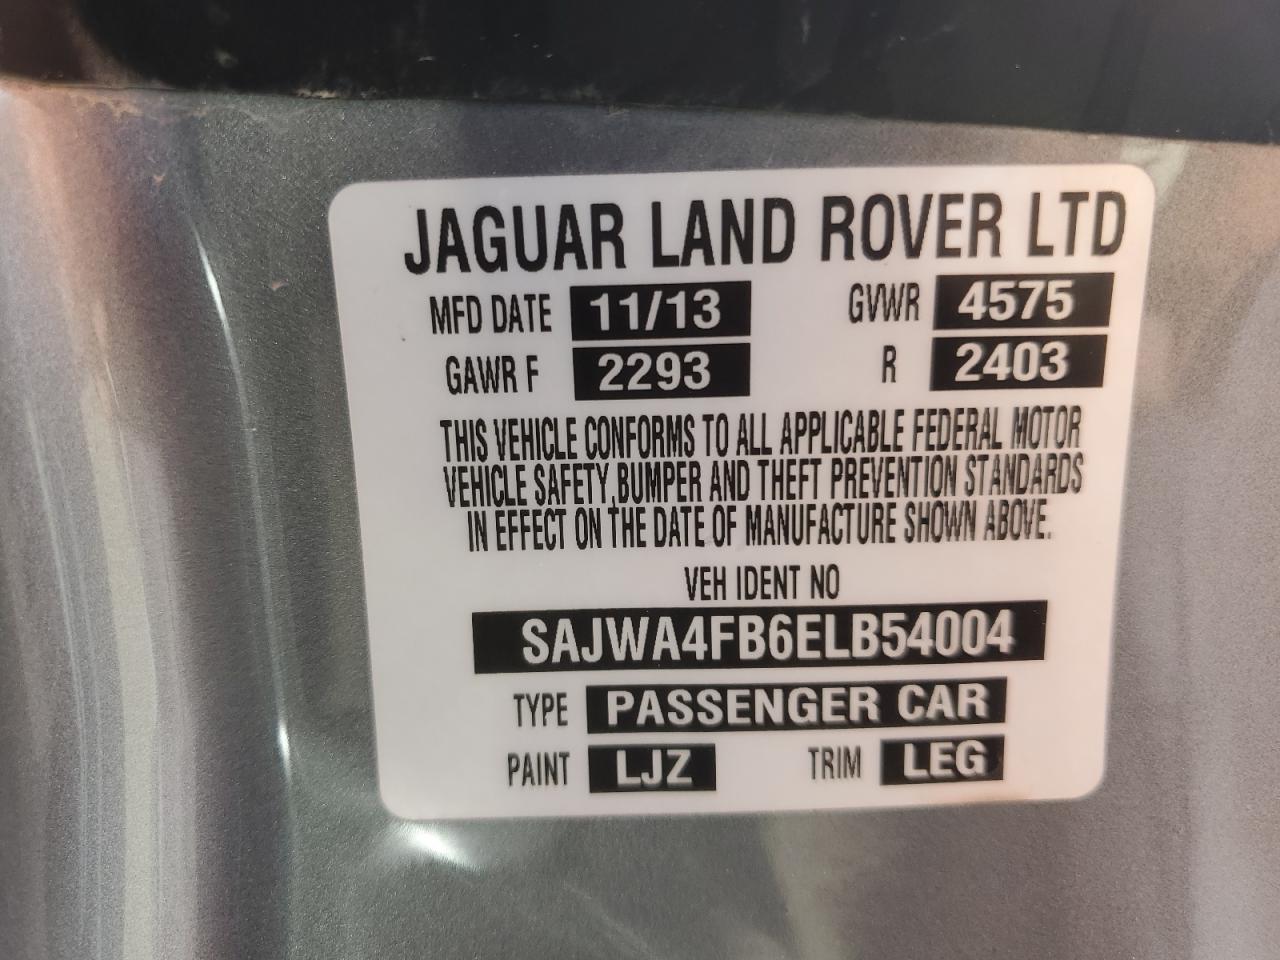 JAGUAR LAND ROVER LTD
MFD DATE 11/13 GVWR 4575
GAWR F 2293 R 2403
THIS VEHICLE CONFORMS TO ALL APPLICABLE FEDERAL MOTOR
VEHICLE SAFETY,BUMPER AND THEFT PREVENTION STANDARDS
IN EFFECT ON THE DATE OF MANUFACTURE SHOWN ABOVE.
VEH IDENT NO
SAJWA4FB6ELB54004
TYPE PASSENGER CAR
PAINT LJZ TRIM LEG